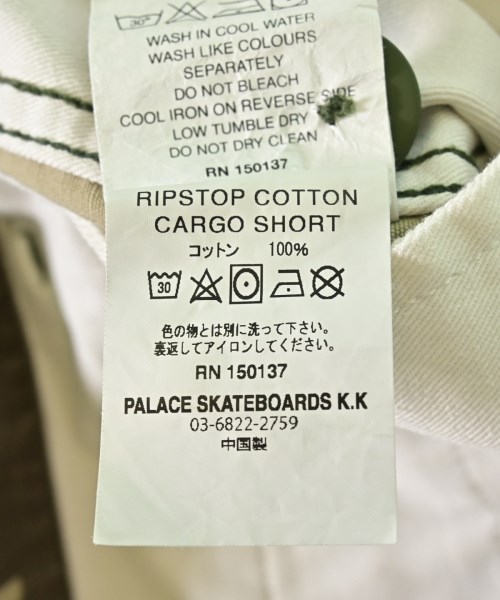 30°
WASH IN COOL WATER
WASH LIKE COLOURS
SEPARATELY
DO NOT BLEACH
COOL IRON ON REVERSE SIDE
LOW TUMBLE DRY
DO NOT DRY CLEAN
RN 150137
RIPSTOP COTTON
CARGO SHORT
コットン 100%
30
色の物とは別に洗って下さい。
裏返してアイロンしてください。
RN 150137
PALACE SKATEBOARDS K.K
03-6822-2759
中国製